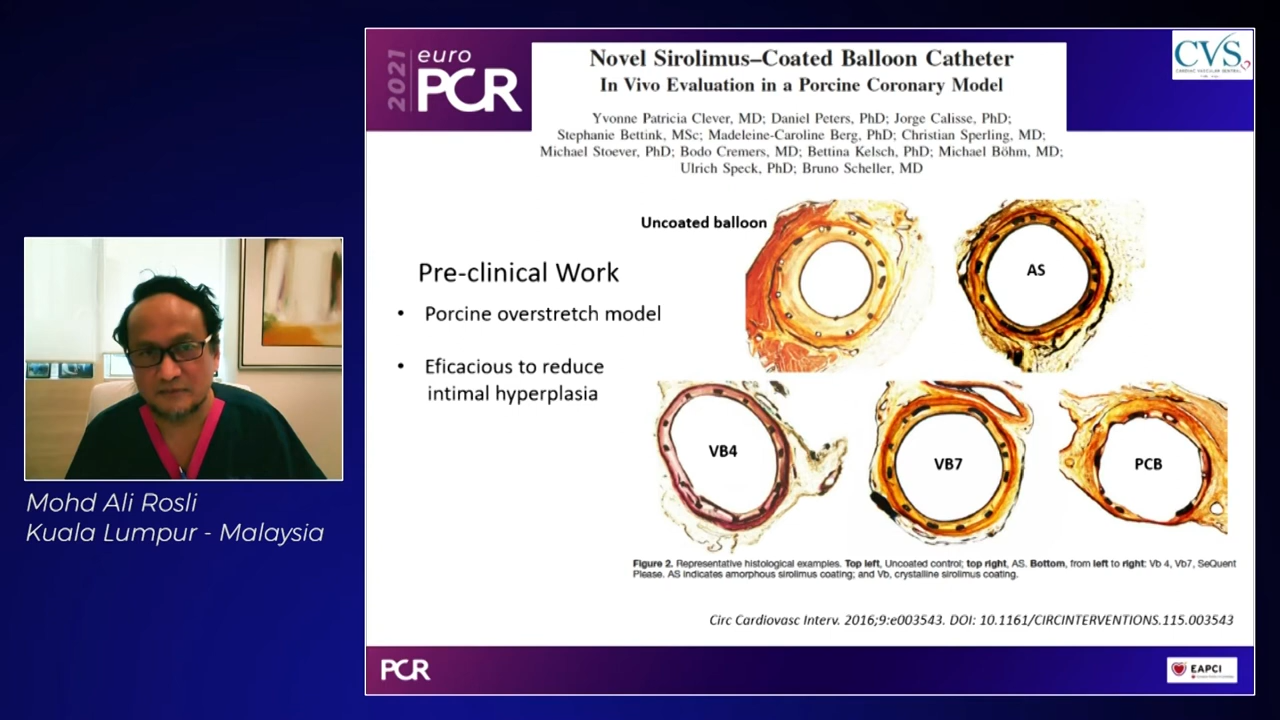 2021
euro
PCR
Novel Sirolimus–Coated Balloon Catheter
In Vivo Evaluation in a Porcine Coronary Model
Yvonne Patricia Clever, MD; Daniel Peters, PhD; Jorge Calisse, PhD;
Stephanie Bettink, MSc; Madeleine-Caroline Berg, PhD; Christian Sperling, MD;
Michael Stoever, PhD; Bodo Cremers, MD; Bettina Kelsch, PhD; Michael Böhm, MD;
Ulrich Speck, PhD; Bruno Scheller, MD
CVS
Uncoated balloon
AS
Pre-clinical Work
• Porcine overstretch model
• Eficacious to reduce
intimal hyperplasia
VB4
VB7
PCB
Figure 2. Representative histological examples. Top left, Uncoated control; top right, AS. Bottom, from left to right: Vb 4, Vb7, SeQuent
Please. AS indicates amorphous sirolimus coating; and Vb, crystalline sirolimus coating.
Circ Cardiovasc Interv. 2016;9:e003543. DOI: 10.1161/CIRCINTERVENTIONS.115.003543
Mohd Ali Rosli
Kuala Lumpur - Malaysia
PCR
EAPCI